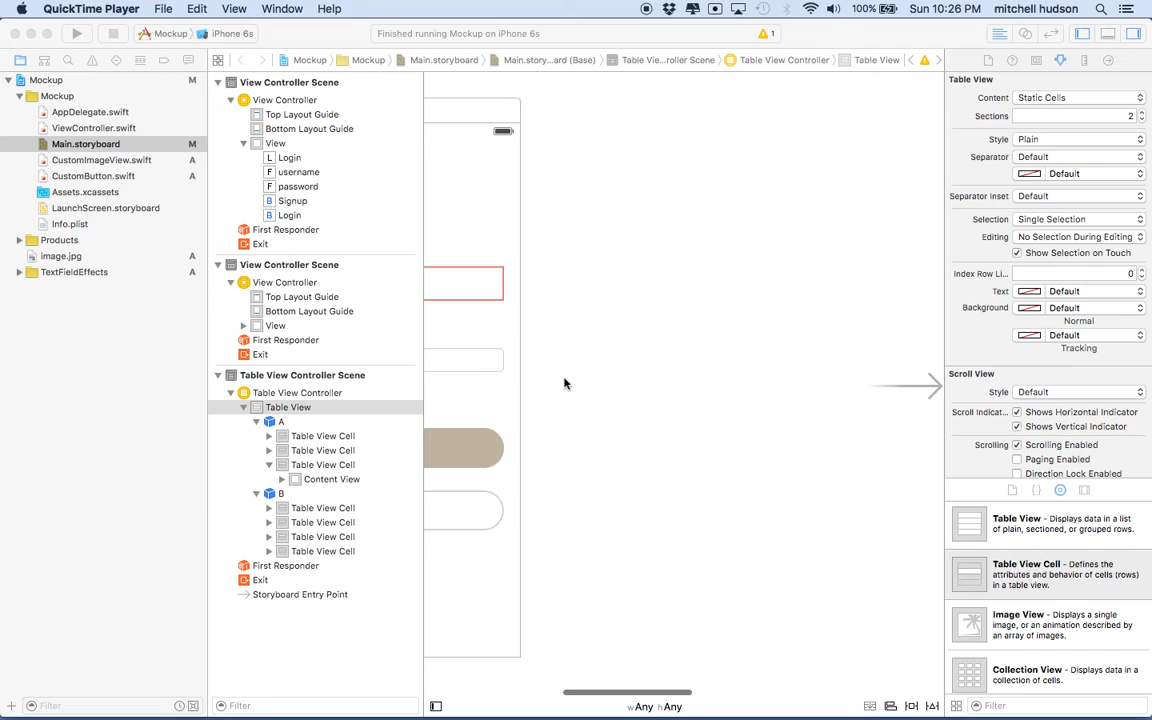 QuickTime Player File Edit View Window Help 100% Sun 10:26 PM mitchell hudson
Mockup iPhone 6s Finished running Mockup on iPhone 6s 1
Mockup Mockup Main.storyboard Main.story...ard (Base) Table Vie...roller Scene Table View Controller Table View
Mockup M
Mockup
AppDelegate.swift
ViewController.swift
Main.storyboard M
CustomImageView.swift A
CustomButton.swift A
Assets.xcassets
LaunchScreen.storyboard
Info.plist
Products
image.jpg A
TextFieldEffects A
Filter
View Controller Scene
View Controller
Top Layout Guide
Bottom Layout Guide
View
L Login
F username
F password
B Signup
B Login
First Responder
Exit
View Controller Scene
View Controller
Top Layout Guide
Bottom Layout Guide
View
First Responder
Exit
Table View Controller Scene
Table View Controller
Table View
A
Table View Cell
Table View Cell
Table View Cell
Content View
B
Table View Cell
Table View Cell
Table View Cell
Table View Cell
First Responder
Exit
Storyboard Entry Point
Filter
wAny hAny
Table View
Content Static Cells
Sections 2
Style Plain
Separator Default
Default
Separator Inset Default
Selection Single Selection
Editing No Selection During Editing
Show Selection on Touch
Index Row Li... 0
Text Default
Background Default
Normal
Default
Tracking
Scroll View
Style Default
Scroll Indicat... Shows Horizontal Indicator
Shows Vertical Indicator
Scrolling Scrolling Enabled
Paging Enabled
Direction Lock Enabled
Table View - Displays data in a list
of plain, sectioned, or grouped rows.
Table View Cell - Defines the
attributes and behavior of cells (rows)
in a table view.
Image View - Displays a single
image, or an animation described by
an array of images.
Collection View - Displays data in a
collection of cells.
Filter